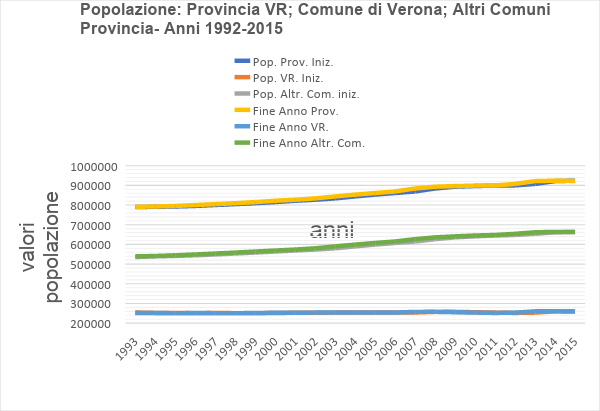 Popolazione: Provincia VR; Comune di Verona; Altri Comuni
Provincia- Anni 1992-2015
Pop. Prov. Iniz.
Pop. VR. Iniz.
Pop. Altr. Com. iniz.
Fine Anno Prov.
Fine Anno VR.
Fine Anno Altr. Com.
valori
popolazione
1000000
900000
800000
700000
600000
500000
400000
300000
200000
anni
1993 1994 1995 1996 1997 1998 1999 2000 2001 2002 2003 2004 2005 2006 2007 2008 2009 2010 2011 2012 2013 2014 2015